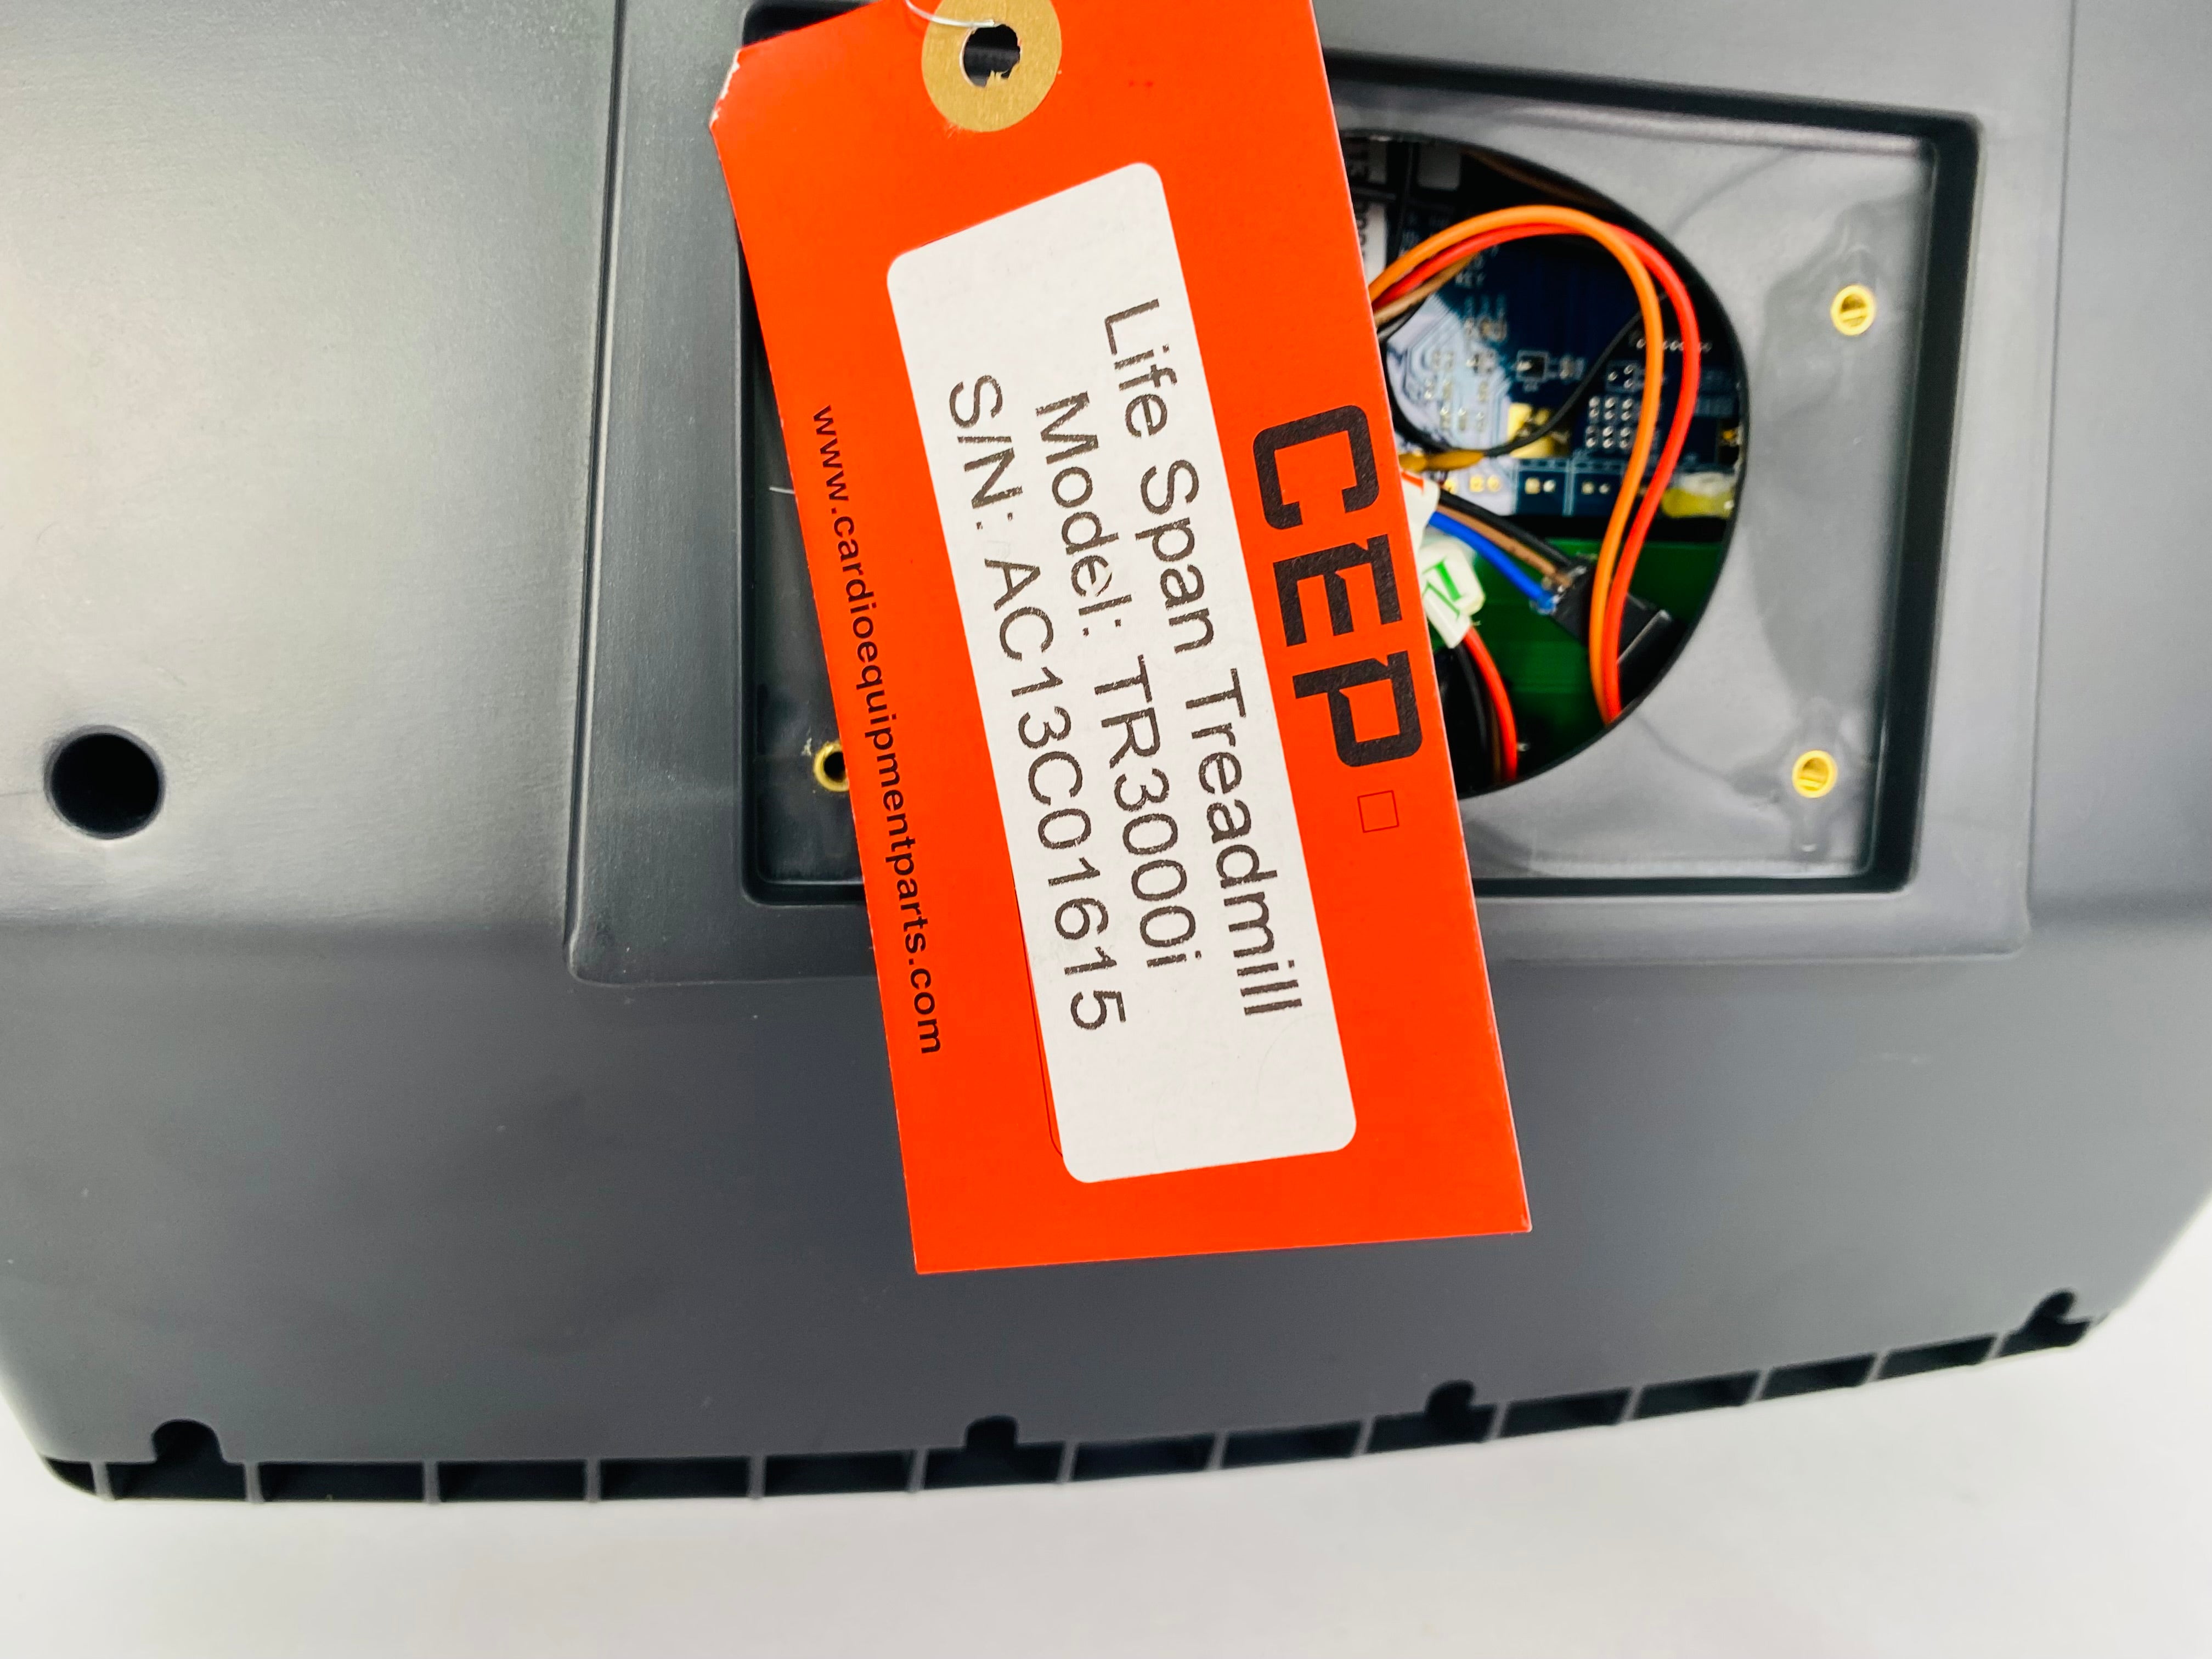 CEP
Life Span Treadmill
Model: TR3000i
S/N: AC13C01615
www.cardioequipmentparts.com